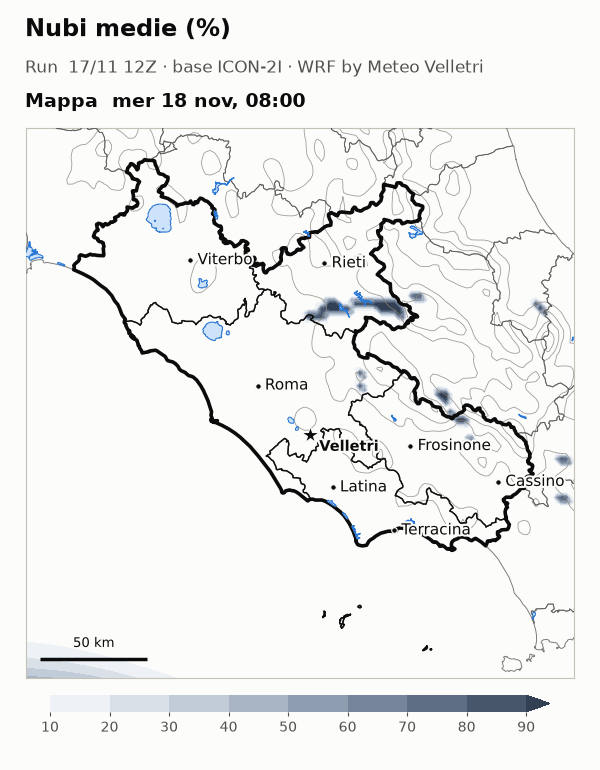 Nubi medie (%)
Run  17/11 12Z · base ICON-2I · WRF by Meteo Velletri
Mappa  mer 18 nov, 08:00
Viterbo
Rieti
Roma
Velletri
Frosinone
Cassino
Latina
Terracina
50 km
10 20 30 40 50 60 70 80 90